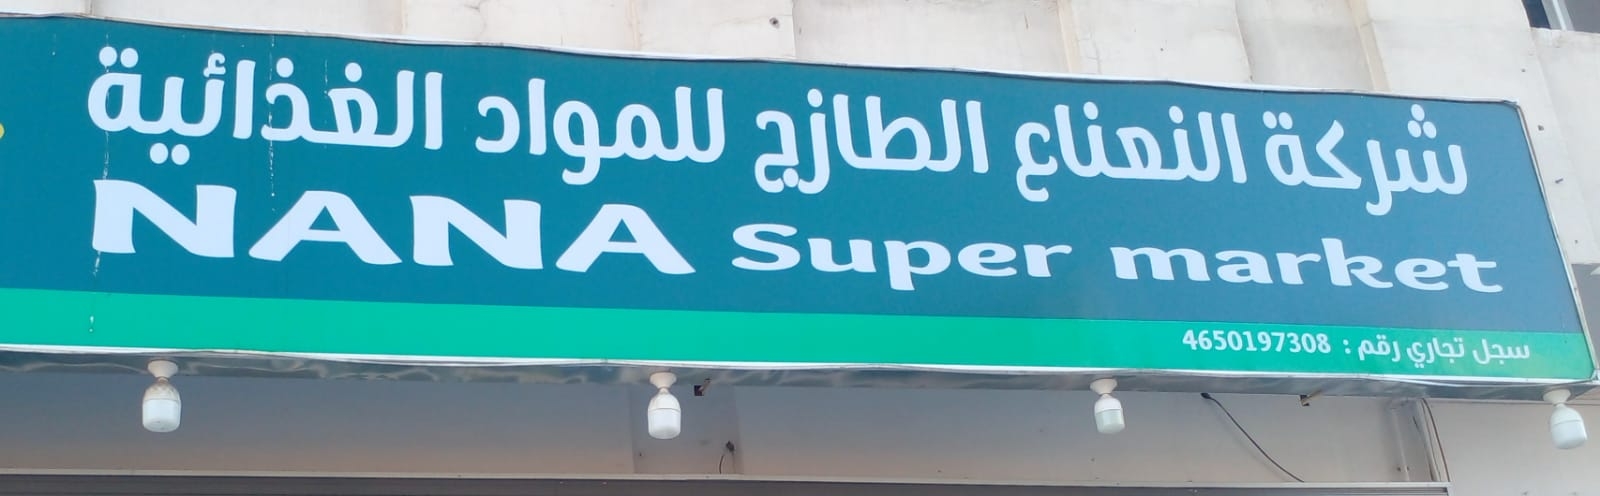 شركة النعناع الطازج للمواد الغذائية
NANA Super market
سجل تجاري رقم : 4650197308